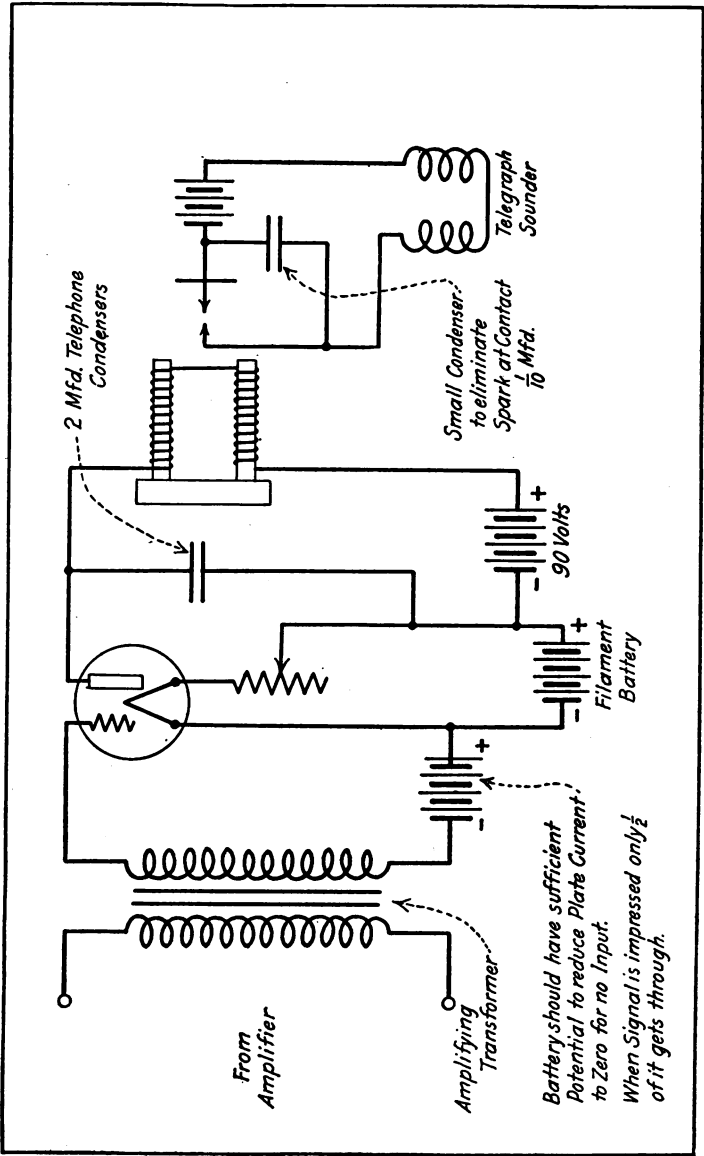 From
Amplifier
Amplifying
Transformer
Battery should have sufficient
Potential to reduce Plate Current
to Zero for no Input.
When Signal is impressed only ½
of it gets through.
- +
- +
Filament
Battery
- +
90 Volts
2 Mfd. Telephone
Condensers
Small Condenser
to eliminate
Spark at Contact
1/10 Mfd.
Telegraph
Sounder